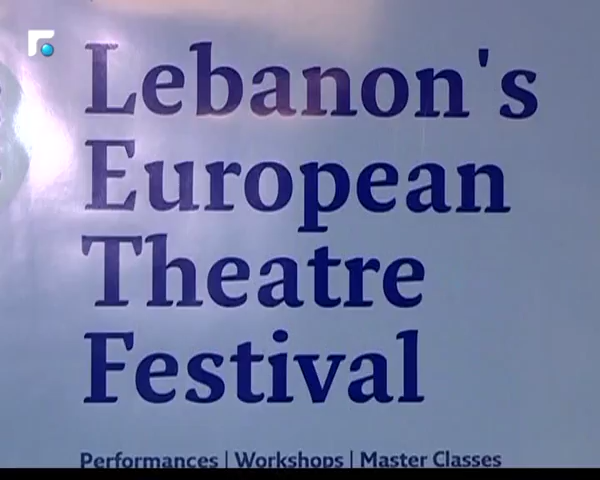 Lebanon's
European
Theatre
Festival
Performances | Workshops | Master Classes